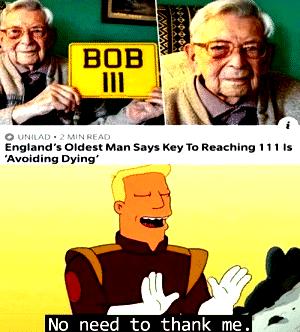 BOB
111
i
UNILAD • 2 MIN READ
England's Oldest Man Says Key To Reaching 111 Is
'Avoiding Dying'
No need to thank me.